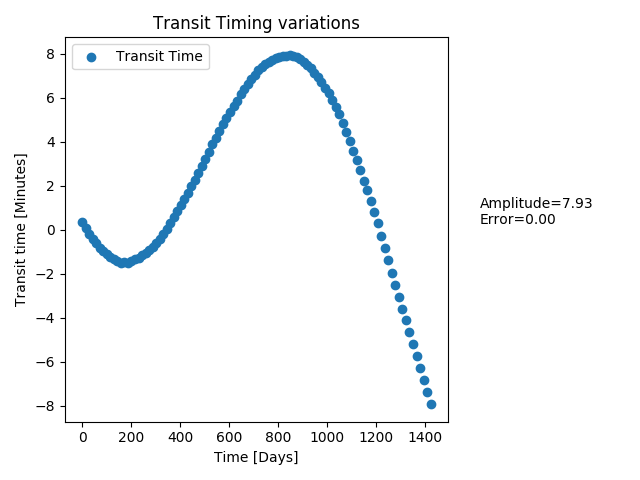 Transit Timing variations
Transit Time
8
6
4
2
0
−2
−4
−6
−8
Transit time [Minutes]
0 200 400 600 800 1000 1200 1400
Time [Days]
Amplitude=7.93
Error=0.00